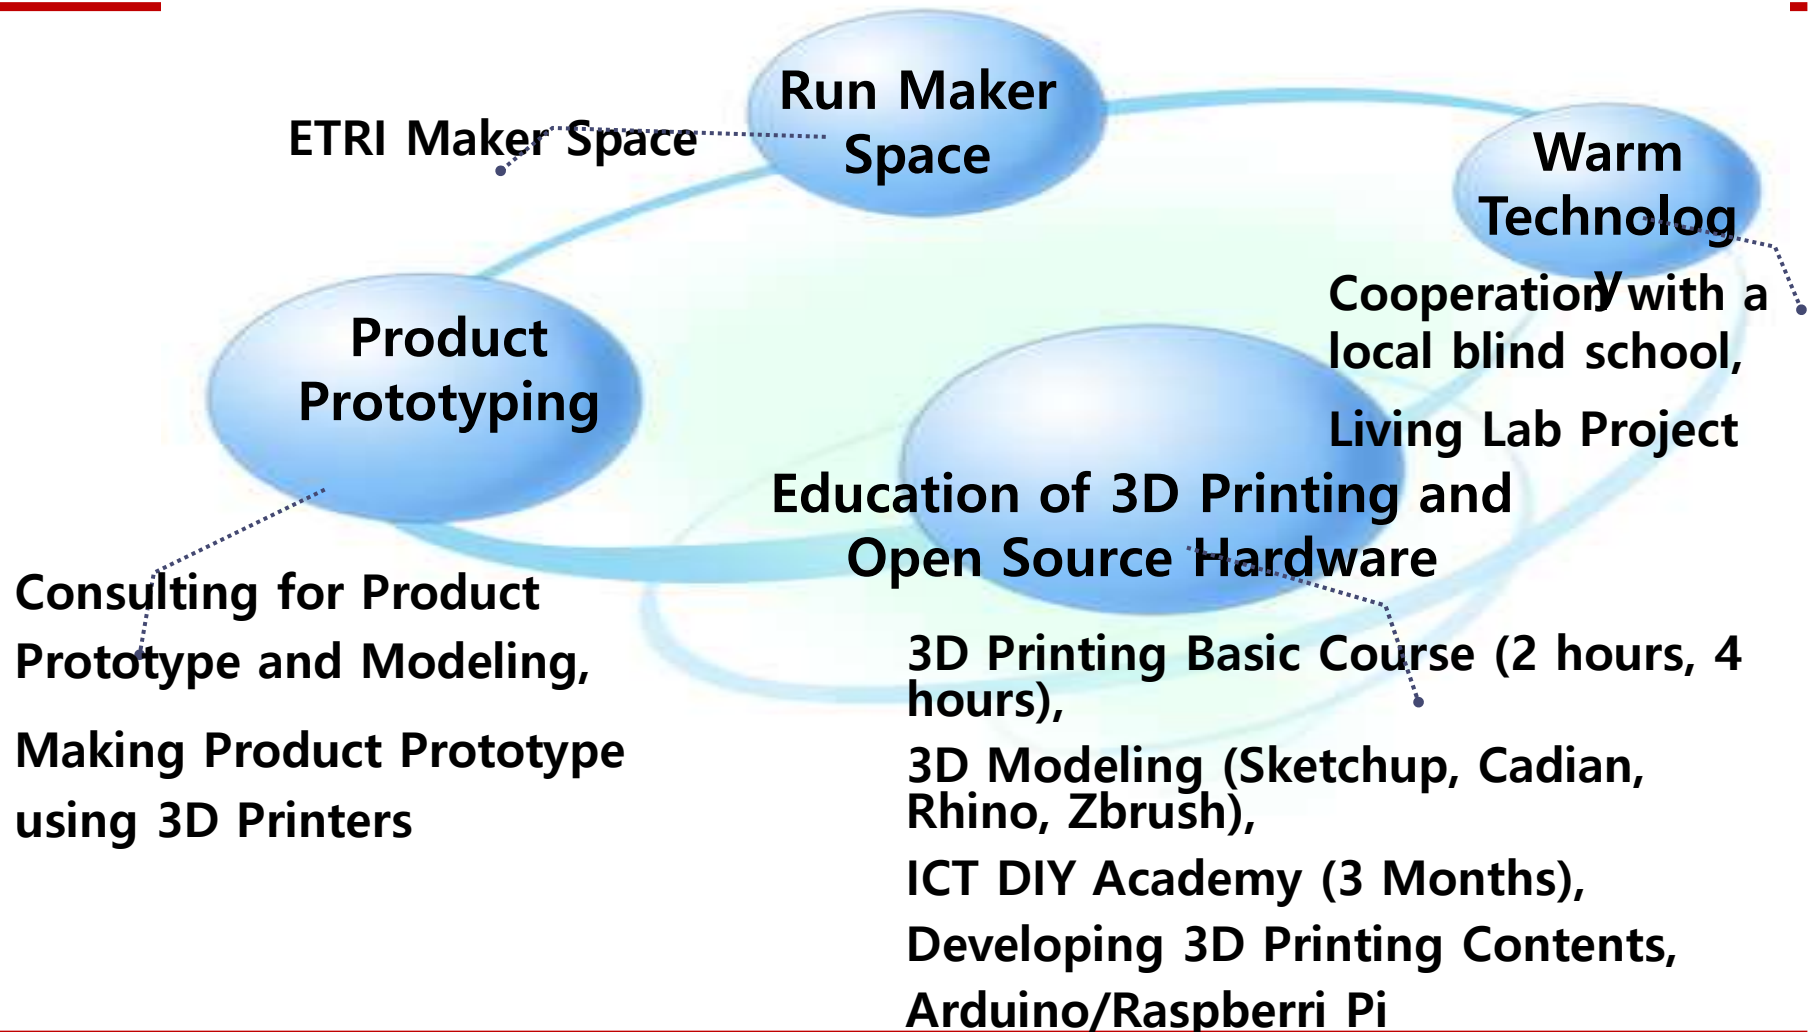 Run Maker
Space
ETRI Maker Space
Warm
Technolog
y
Cooperation with a
local blind school,
Living Lab Project
Product
Prototyping
Education of 3D Printing and
Open Source Hardware
Consulting for Product
Prototype and Modeling,
Making Product Prototype
using 3D Printers
3D Printing Basic Course (2 hours, 4
hours),
3D Modeling (Sketchup, Cadian,
Rhino, Zbrush),
ICT DIY Academy (3 Months),
Developing 3D Printing Contents,
Arduino/Raspberri Pi